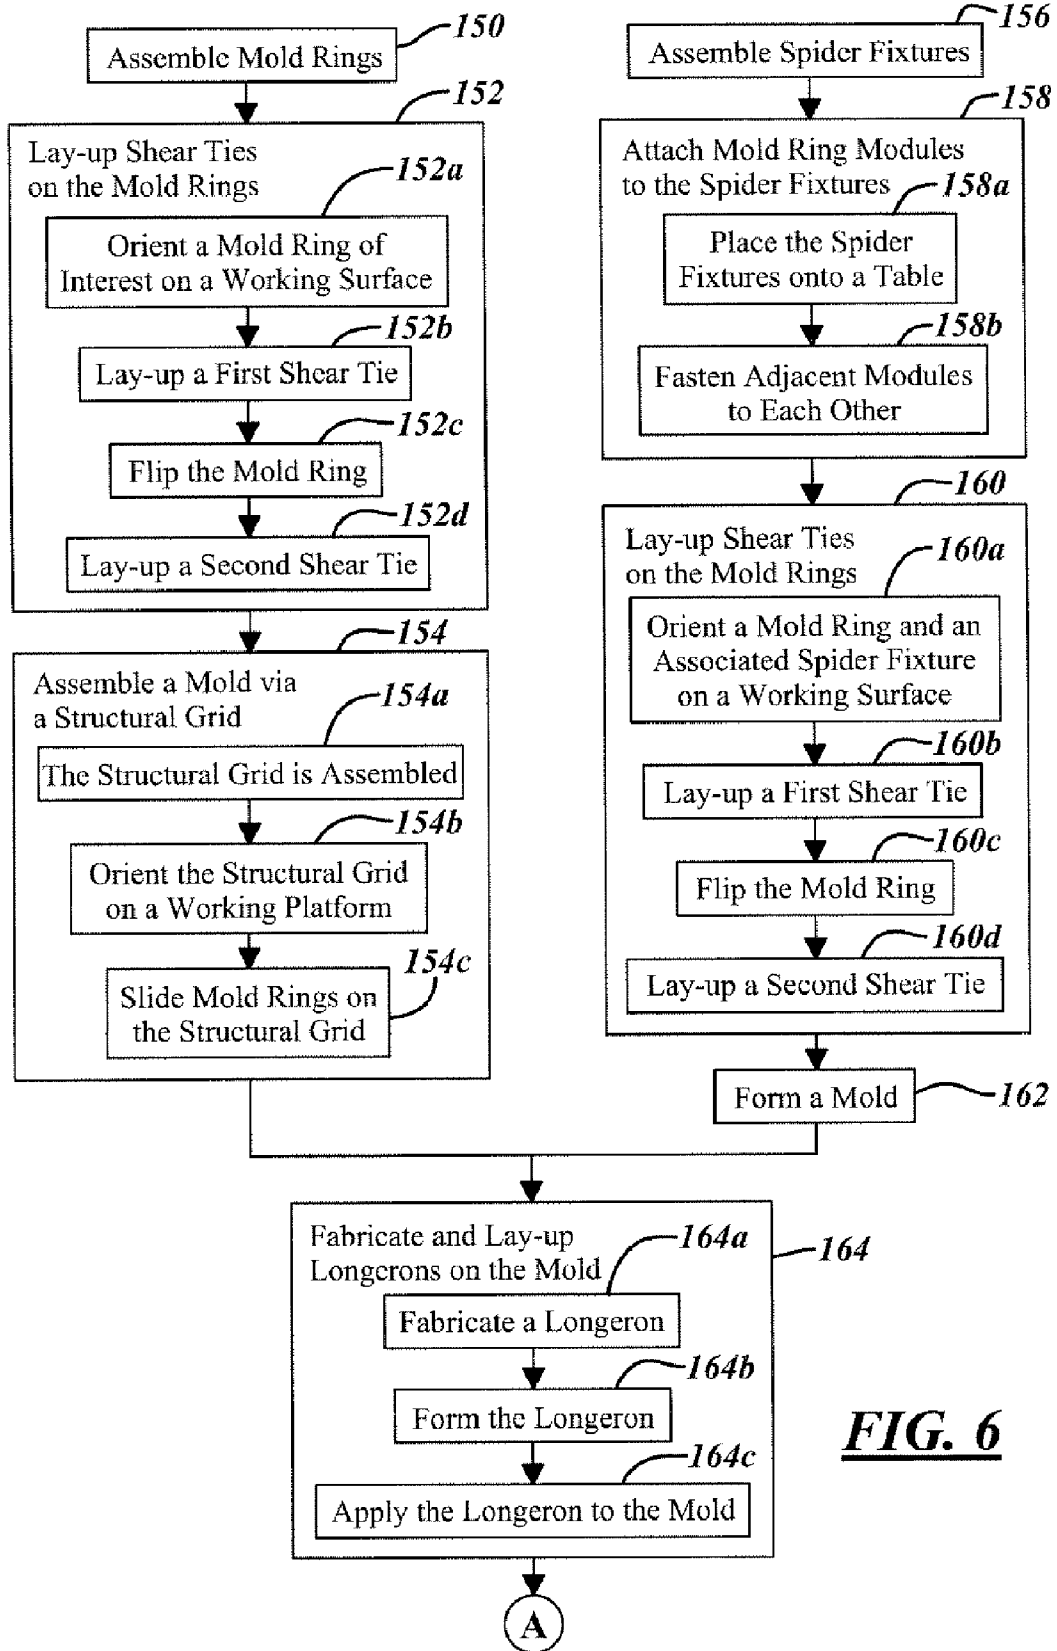 150
Assemble Mold Rings
152
Lay-up Shear Ties
on the Mold Rings
152a
Orient a Mold Ring of
Interest on a Working Surface
152b
Lay-up a First Shear Tie
152c
Flip the Mold Ring
152d
Lay-up a Second Shear Tie
154
Assemble a Mold via
a Structural Grid
154a
The Structural Grid is Assembled
154b
Orient the Structural Grid
on a Working Platform
154c
Slide Mold Rings on
the Structural Grid
156
Assemble Spider Fixtures
158
Attach Mold Ring Modules
to the Spider Fixtures
158a
Place the Spider
Fixtures onto a Table
158b
Fasten Adjacent Modules
to Each Other
160
Lay-up Shear Ties
on the Mold Rings
160a
Orient a Mold Ring and an
Associated Spider Fixture
on a Working Surface
160b
Lay-up a First Shear Tie
160c
Flip the Mold Ring
160d
Lay-up a Second Shear Tie
Form a Mold
162
Fabricate and Lay-up
Longerons on the Mold
164
164a
Fabricate a Longeron
164b
Form the Longeron
164c
Apply the Longeron to the Mold
A
FIG. 6